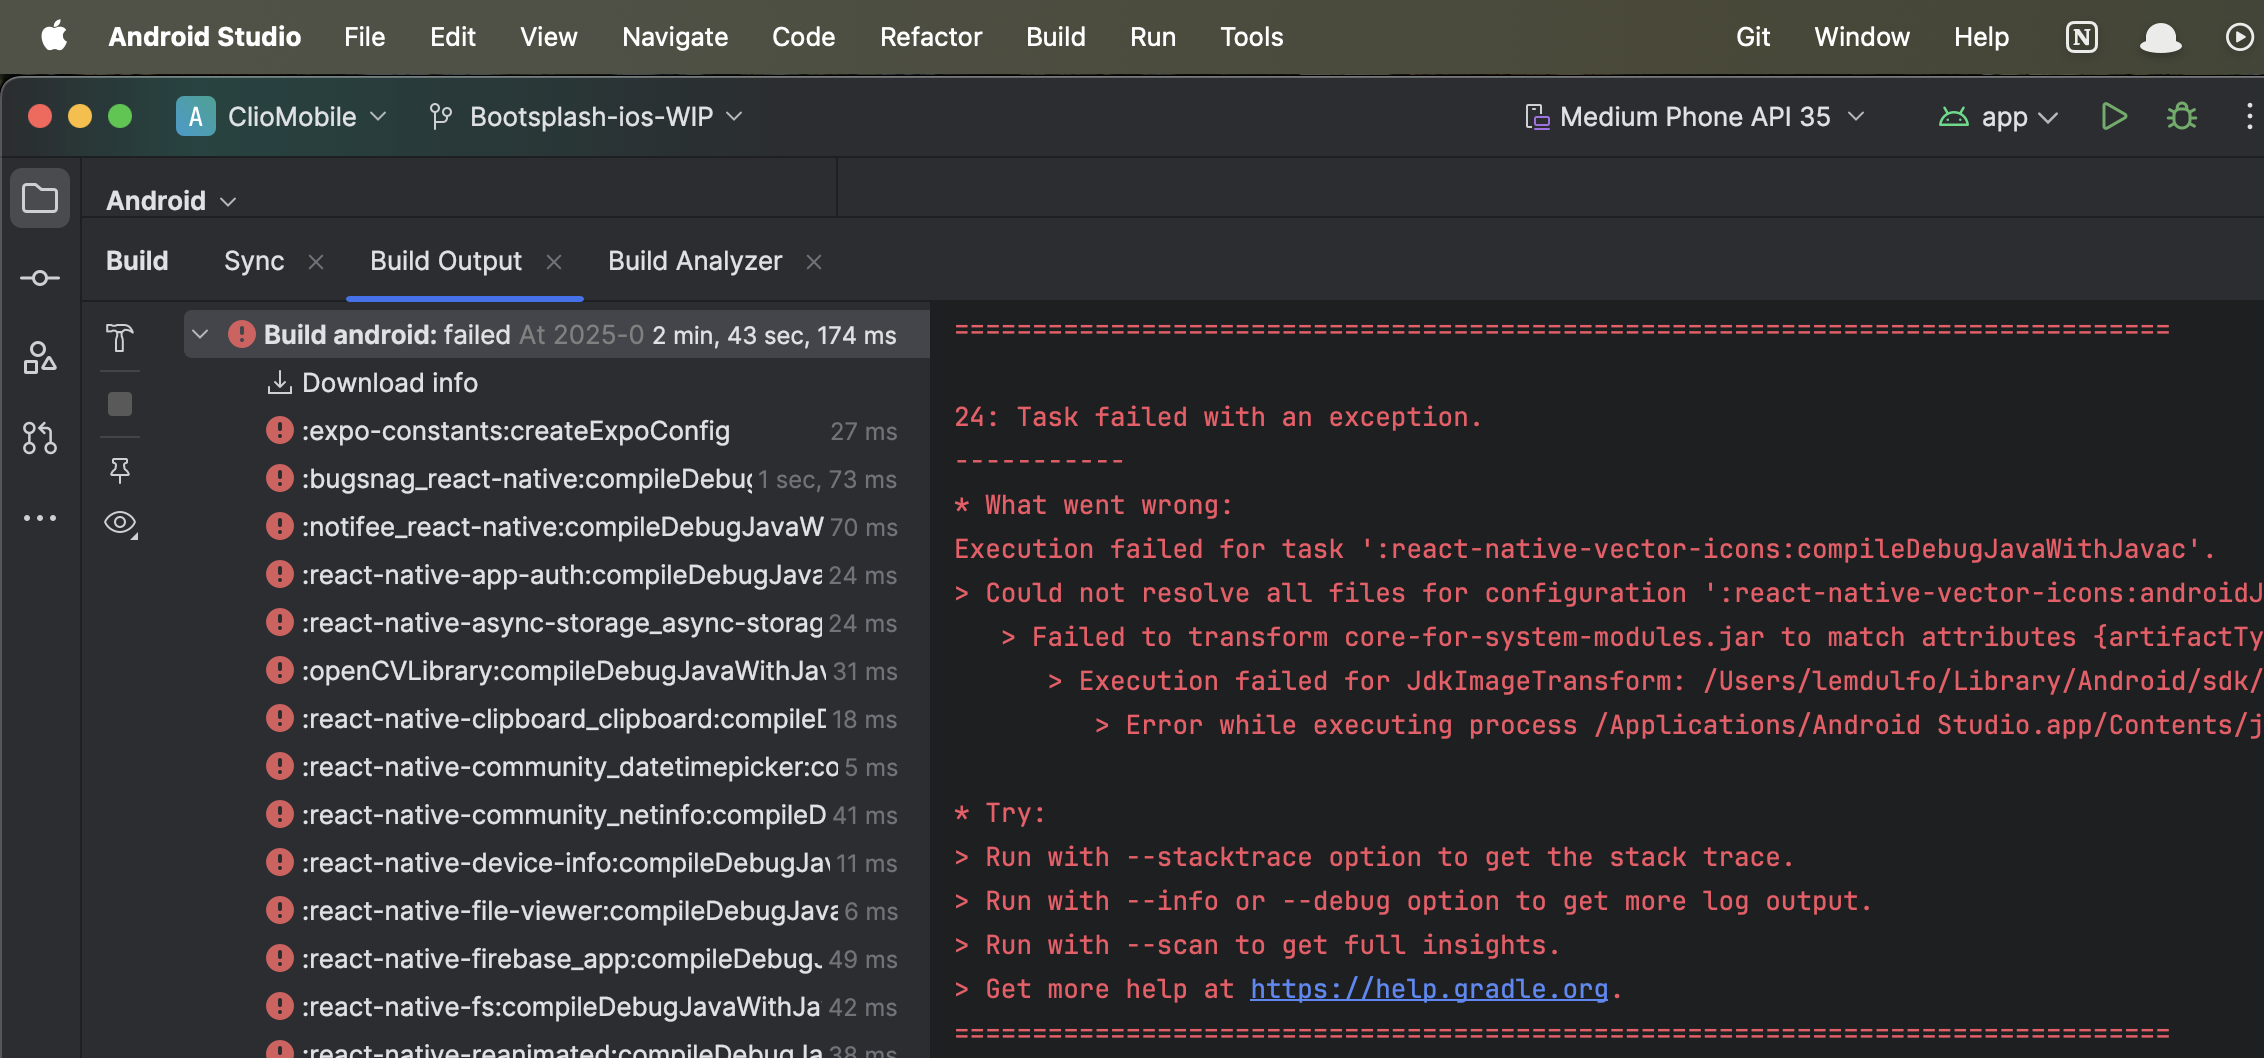 Android Studio File Edit View Navigate Code Refactor Build Run Tools Git Window Help
A ClioMobile Bootsplash-ios-WIP Medium Phone API 35 app
Android
Build Sync Build Output Build Analyzer
Build android: failed At 2025-0 2 min, 43 sec, 174 ms
Download info
:expo-constants:createExpoConfig 27 ms
:bugsnag_react-native:compileDebug 1 sec, 73 ms
:notifee_react-native:compileDebugJavaW 70 ms
:react-native-app-auth:compileDebugJava 24 ms
:react-native-async-storage_async-storag 24 ms
:openCVLibrary:compileDebugJavaWithJav 31 ms
:react-native-clipboard_clipboard:compileD 18 ms
:react-native-community_datetimepicker:co 5 ms
:react-native-community_netinfo:compileD 41 ms
:react-native-device-info:compileDebugJav 11 ms
:react-native-file-viewer:compileDebugJava 6 ms
:react-native-firebase_app:compileDebugJ 49 ms
:react-native-fs:compileDebugJavaWithJa 42 ms
:react-native-reanimated:compileDebugJa 38 ms
==============================================================================
24: Task failed with an exception.
-----------
* What went wrong:
Execution failed for task ':react-native-vector-icons:compileDebugJavaWithJavac'.
> Could not resolve all files for configuration ':react-native-vector-icons:androidJ
> Failed to transform core-for-system-modules.jar to match attributes {artifactTy
> Execution failed for JdkImageTransform: /Users/lemdulfo/Library/Android/sdk/
> Error while executing process /Applications/Android Studio.app/Contents/j
* Try:
> Run with --stacktrace option to get the stack trace.
> Run with --info or --debug option to get more log output.
> Run with --scan to get full insights.
> Get more help at https://help.gradle.org.
==============================================================================